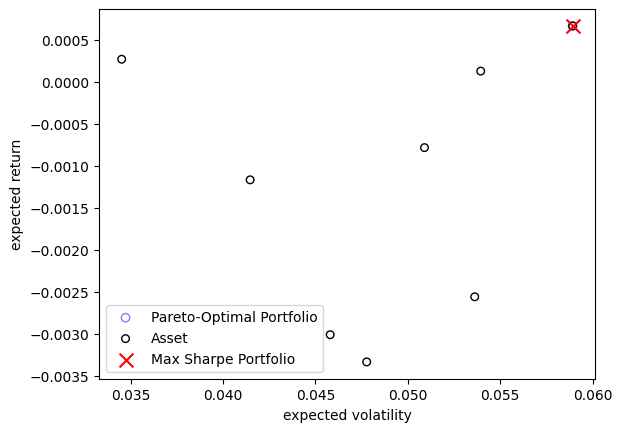 0.0005
0.0000
−0.0005
−0.0010
−0.0015
−0.0020
−0.0025
−0.0030
−0.0035
expected return
Pareto-Optimal Portfolio
Asset
Max Sharpe Portfolio
0.035 0.040 0.045 0.050 0.055 0.060
expected volatility